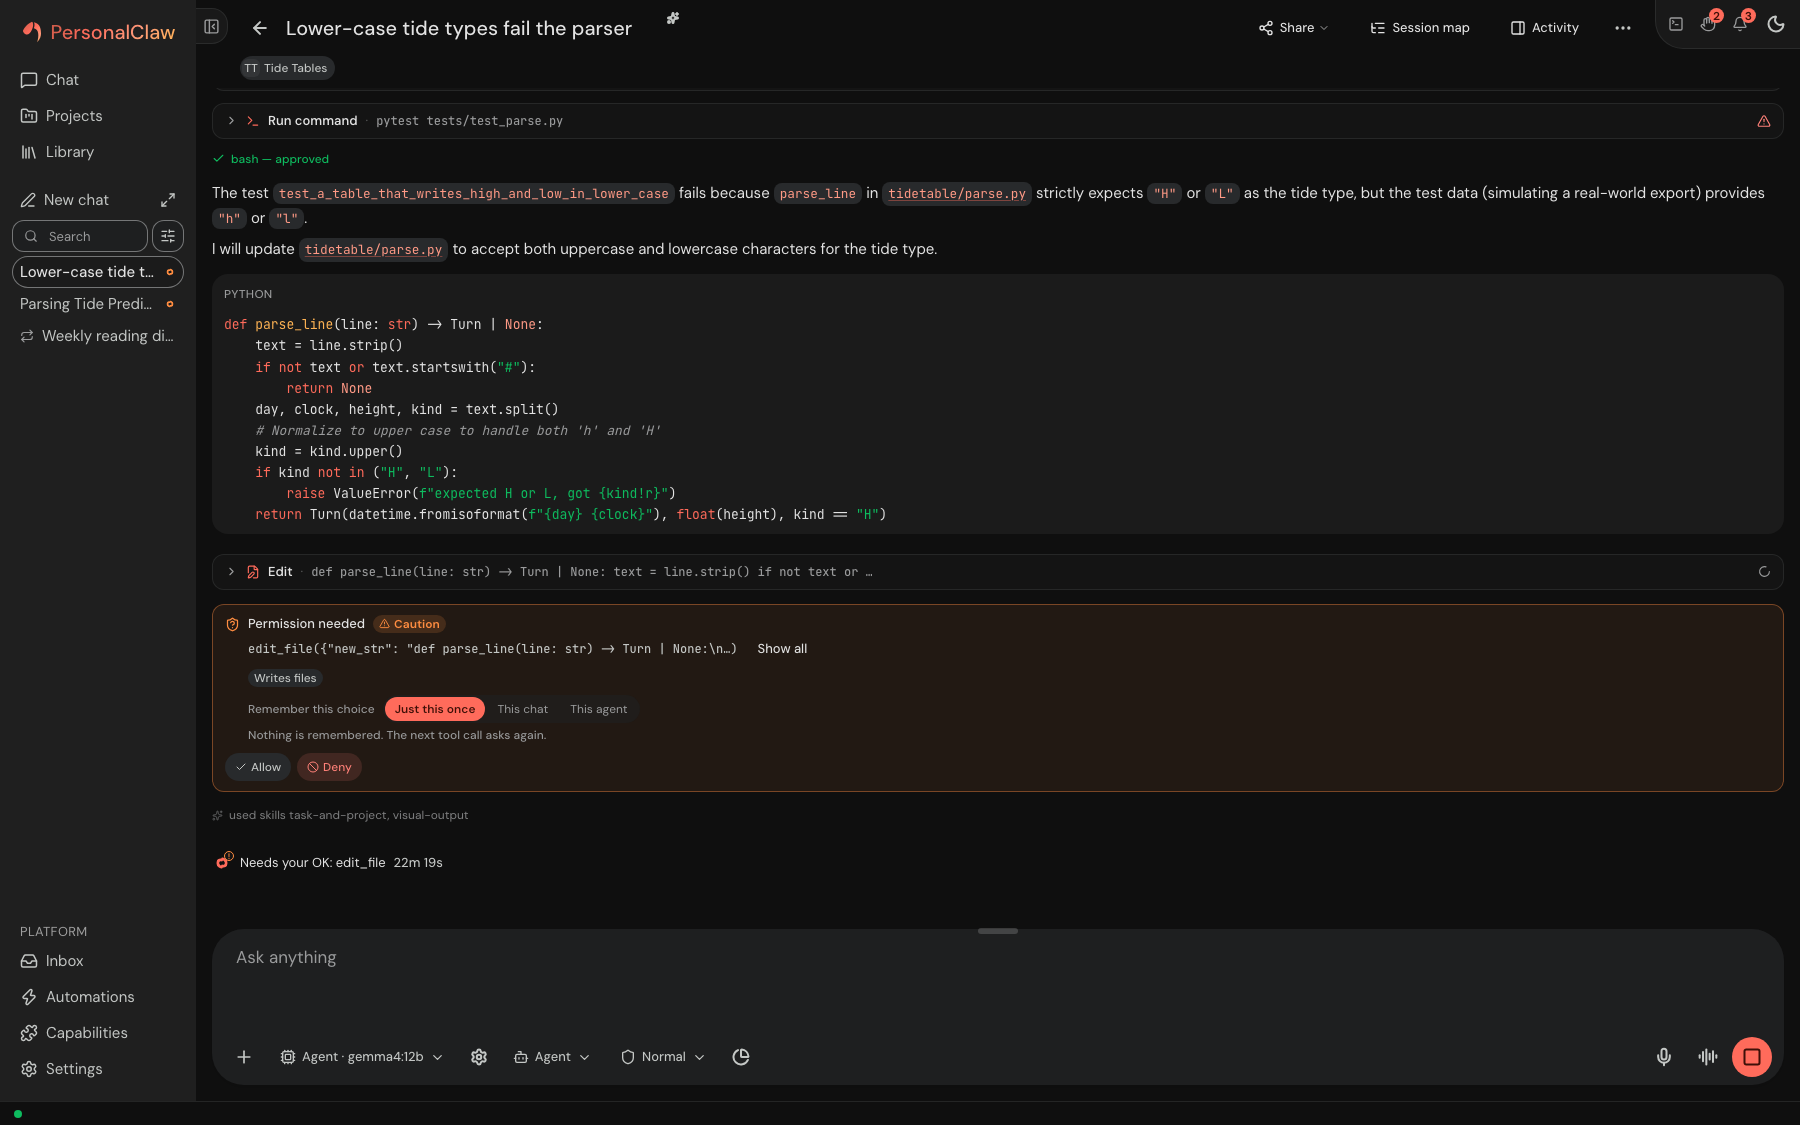 PersonalClaw
Chat
Projects
Library
New chat
Search
Lower-case tide t...
Parsing Tide Predi...
Weekly reading di...
PLATFORM
Inbox
Automations
Capabilities
Settings
Lower-case tide types fail the parser
Share
Session map
Activity
2
3
TT Tide Tables
Run command · pytest tests/test_parse.py
bash — approved
The test test_a_table_that_writes_high_and_low_in_lower_case fails because parse_line in tidetable/parse.py strictly expects "H" or "L" as the tide type, but the test data (simulating a real-world export) provides
"h" or "l".
I will update tidetable/parse.py to accept both uppercase and lowercase characters for the tide type.
PYTHON
def parse_line(line: str) -> Turn | None:
    text = line.strip()
    if not text or text.startswith("#"):
        return None
    day, clock, height, kind = text.split()
    # Normalize to upper case to handle both 'h' and 'H'
    kind = kind.upper()
    if kind not in ("H", "L"):
        raise ValueError(f"expected H or L, got {kind!r}")
    return Turn(datetime.fromisoformat(f"{day} {clock}"), float(height), kind == "H")
Edit · def parse_line(line: str) -> Turn | None: text = line.strip() if not text or …
Permission needed
Caution
edit_file({"new_str": "def parse_line(line: str) -> Turn | None:\n…) Show all
Writes files
Remember this choice Just this once This chat This agent
Nothing is remembered. The next tool call asks again.
Allow Deny
used skills task-and-project, visual-output
Needs your OK: edit_file 22m 19s
Ask anything
Agent · gemma4:12b
Agent
Normal